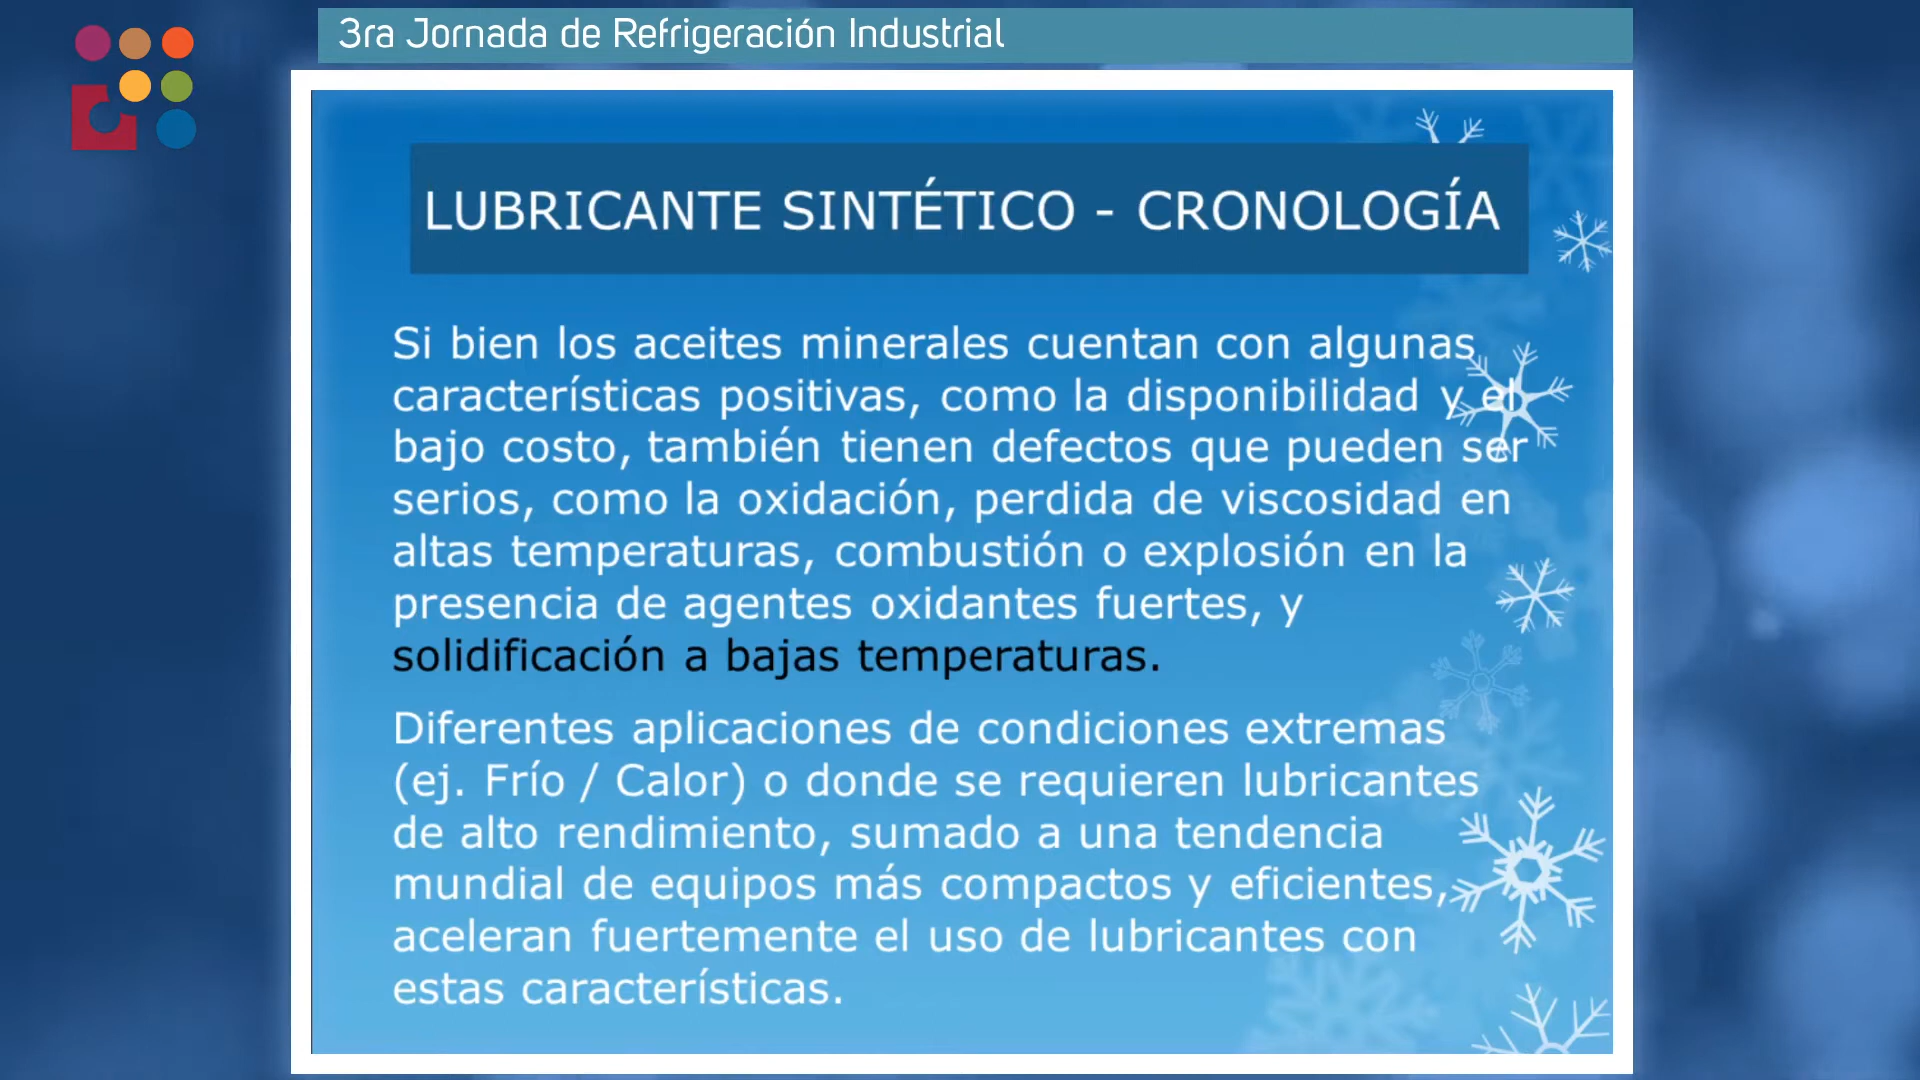 3ra Jornada de Refrigeración Industrial
LUBRICANTE SINTÉTICO - CRONOLOGÍA
Si bien los aceites minerales cuentan con algunas
características positivas, como la disponibilidad y el
bajo costo, también tienen defectos que pueden ser
serios, como la oxidación, perdida de viscosidad en
altas temperaturas, combustión o explosión en la
presencia de agentes oxidantes fuertes, y
solidificación a bajas temperaturas.
Diferentes aplicaciones de condiciones extremas
(ej. Frío / Calor) o donde se requieren lubricantes
de alto rendimiento, sumado a una tendencia
mundial de equipos más compactos y eficientes,
aceleran fuertemente el uso de lubricantes con
estas características.